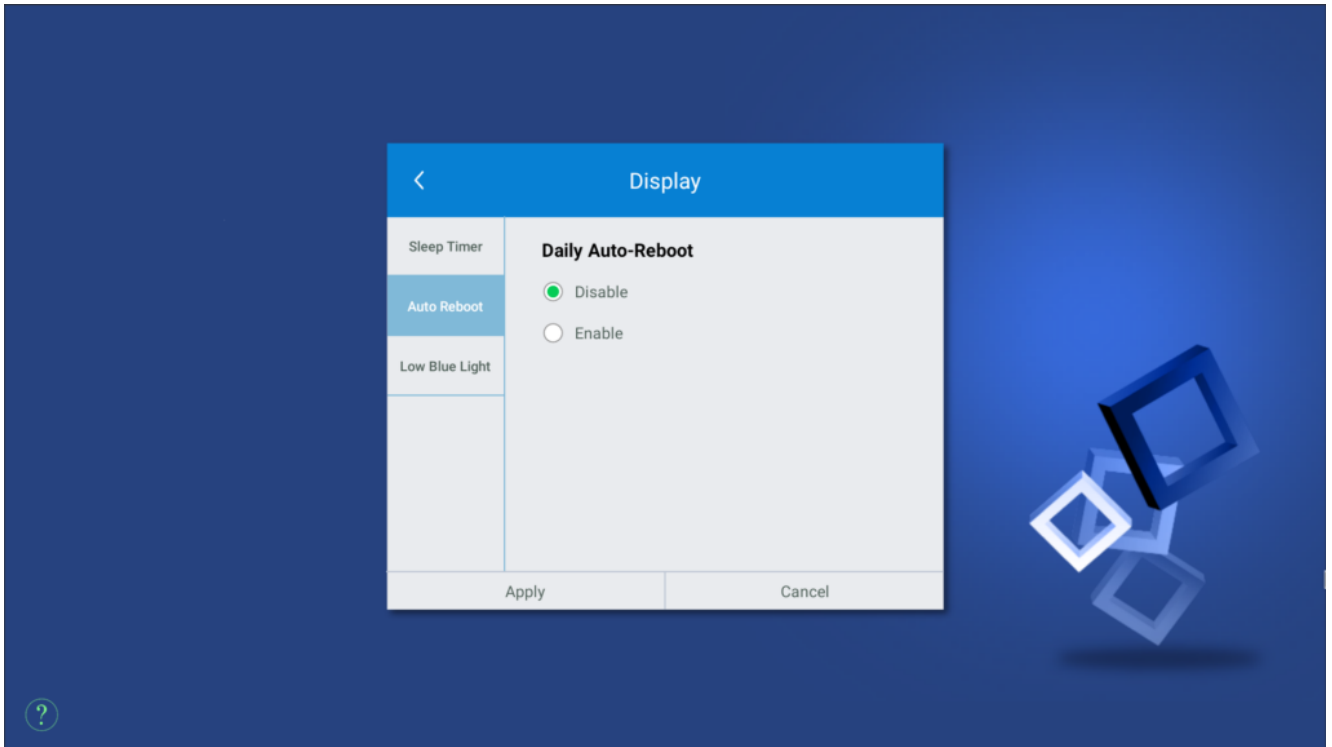 Display
Sleep Timer
Auto Reboot
Low Blue Light
Daily Auto-Reboot
Disable
Enable
Apply
Cancel
?